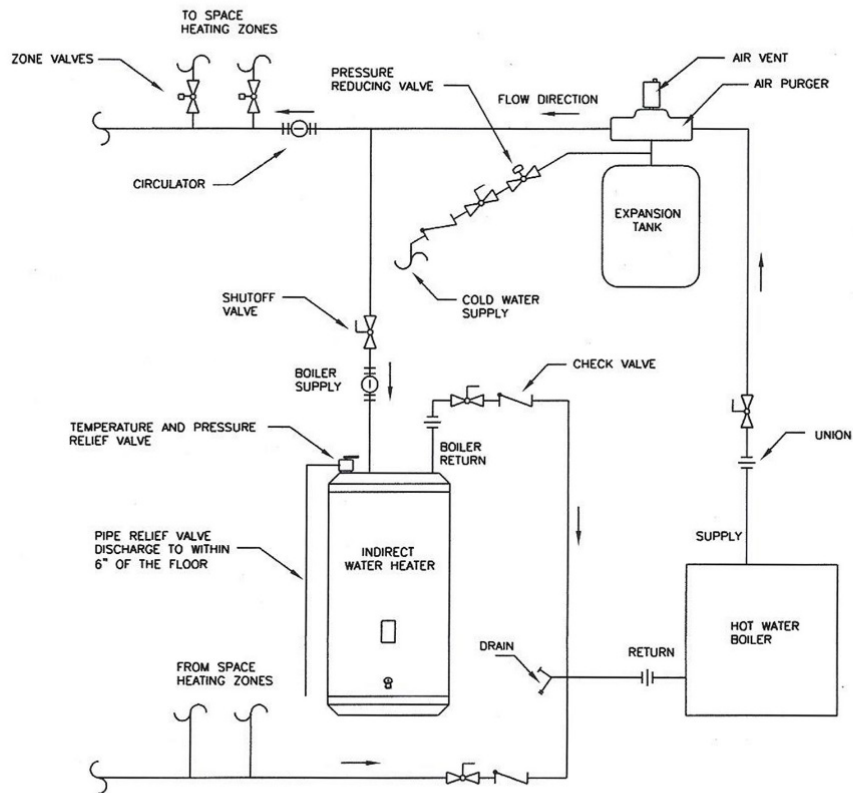 TO SPACE
HEATING ZONES
ZONE VALVES
PRESSURE
REDUCING VALVE
AIR VENT
AIR PURGER
FLOW DIRECTION
CIRCULATOR
EXPANSION
TANK
SHUTOFF
VALVE
COLD WATER
SUPPLY
BOILER
SUPPLY
CHECK VALVE
TEMPERATURE AND PRESSURE
RELIEF VALVE
BOILER
RETURN
UNION
PIPE RELIEF VALVE
DISCHARGE TO WITHIN
6" OF THE FLOOR
INDIRECT
WATER HEATER
SUPPLY
HOT WATER
BOILER
DRAIN
RETURN
FROM SPACE
HEATING ZONES